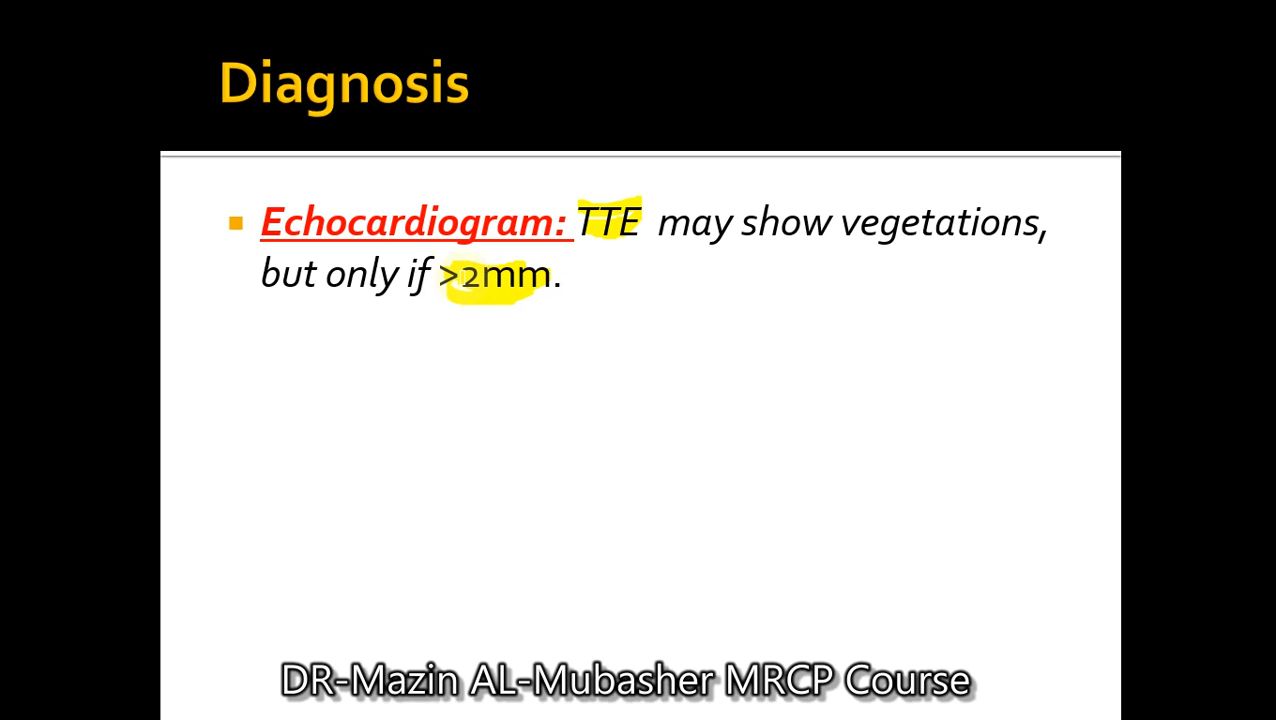 Diagnosis
Echocardiogram: TTE may show vegetations,
but only if >2mm.
DR-Mazin AL-Mubasher MRCP Course